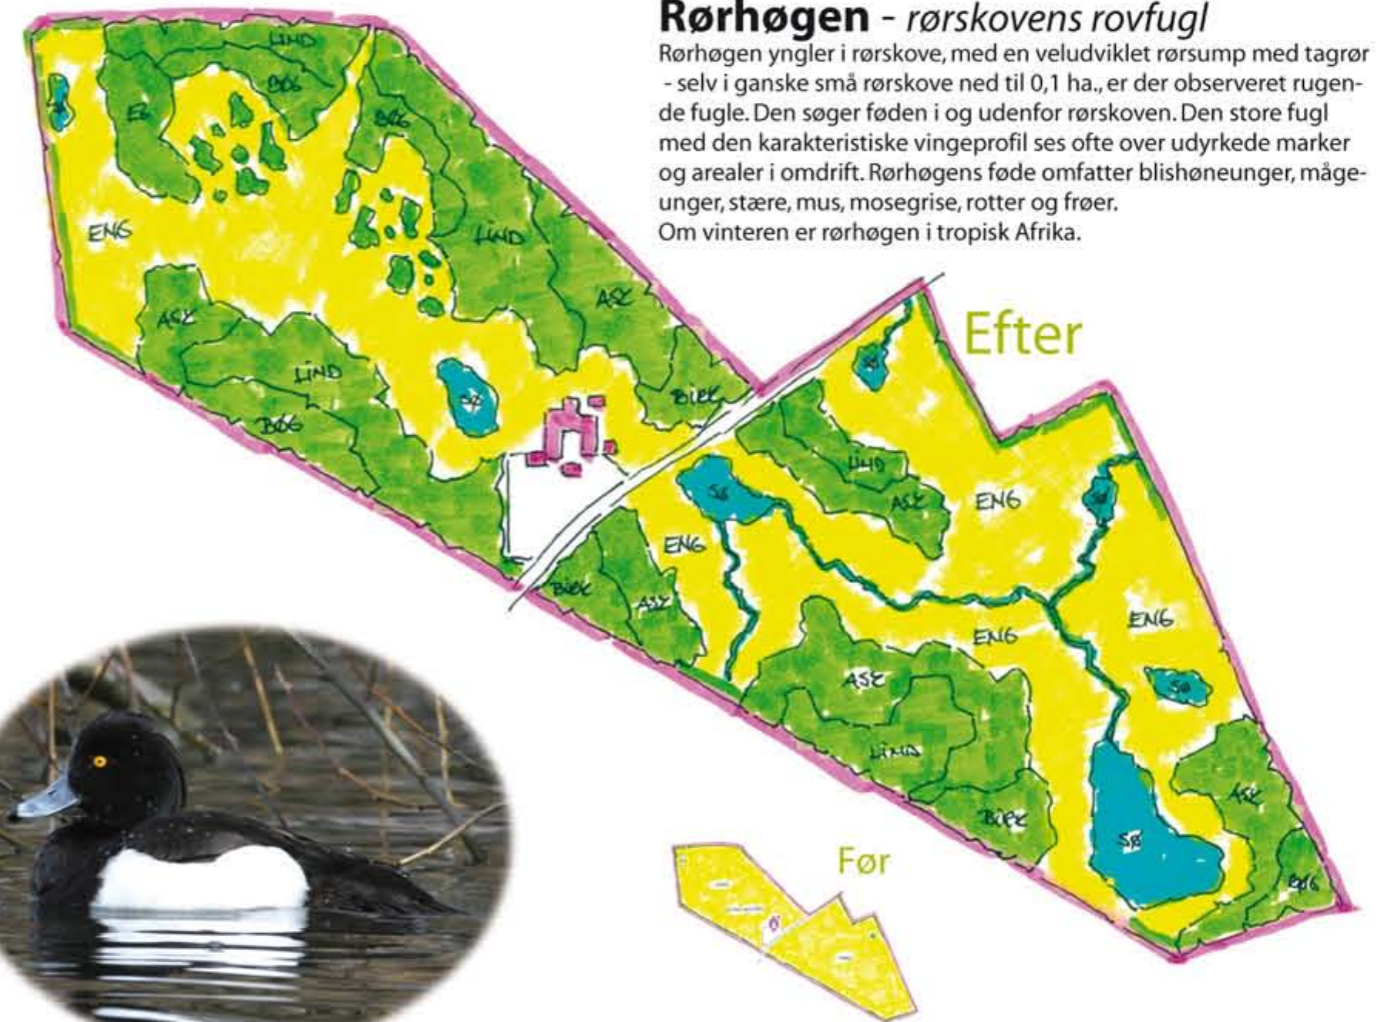 Rørhøgen - rørskovens rovfugl
Rørhøgen yngler i rørskove, med en veludviklet rørsump med tagrør
- selv i ganske små rørskove ned til 0,1 ha., er der observeret rugen-
de fugle. Den søger føden i og udenfor rørskoven. Den store fugl
med den karakteristiske vingeprofil ses ofte over udyrkede marker
og arealer i omdrift. Rørhøgens føde omfatter blishøneunger, måge-
unger, stære, mus, mosegrise, rotter og frøer.
Om vinteren er rørhøgen i tropisk Afrika.
Efter
LIND
BØG
EG
BØG
ENG
LIND
ASK
ASK
LIND
BØG
SØ
BIRK
SØ
LIND
ASK
ENG
SØ
SØ
ENG
BIRK
ASK
ENG
ENG
ASK
SØ
LIND
BIRK
ASK
SØ
BØG
Før